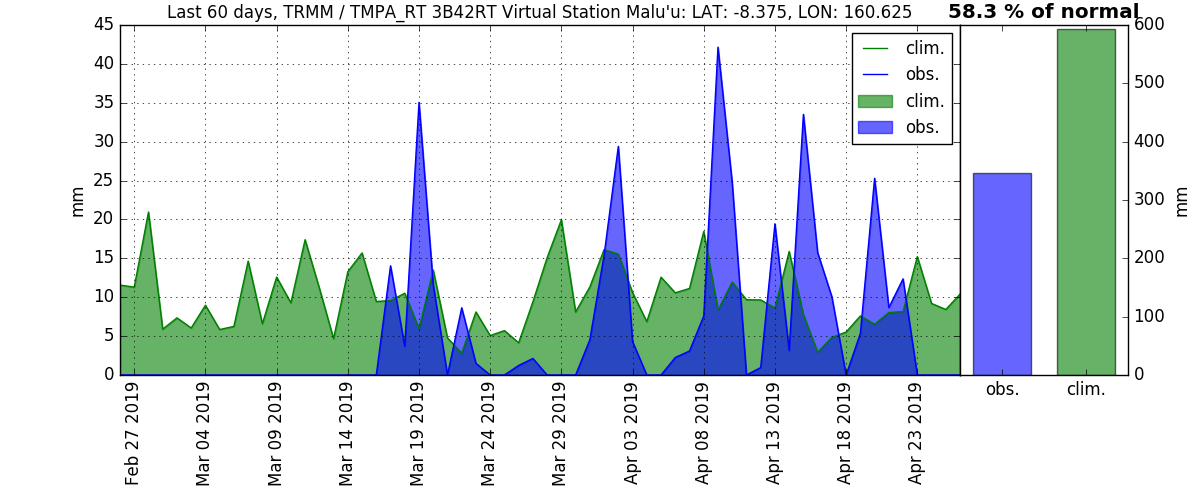 Last 60 days, TRMM / TMPA_RT 3B42RT Virtual Station Malu'u: LAT: -8.375, LON: 160.625
58.3 % of normal
45
40
35
30
25
20
15
10
5
0
mm
clim.
obs.
clim.
obs.
600
500
400
300
200
100
0
mm
Feb 27 2019
Mar 04 2019
Mar 09 2019
Mar 14 2019
Mar 19 2019
Mar 24 2019
Mar 29 2019
Apr 03 2019
Apr 08 2019
Apr 13 2019
Apr 18 2019
Apr 23 2019
obs.
clim.